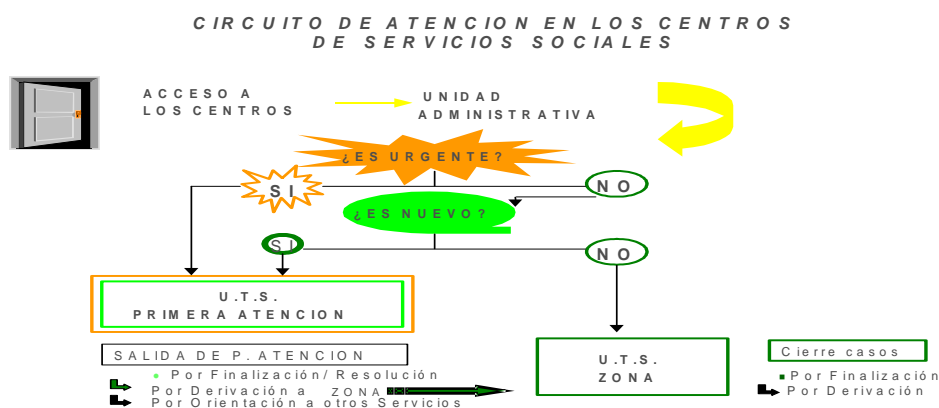 CIRCUITO DE ATENCION EN LOS CENTROS
DE SERVICIOS SOCIALES
ACCESO A
LOS CENTROS
UNIDAD
ADMINISTRATIVA
¿ES URGENTE?
SI
NO
¿ES NUEVO?
SI
NO
U.T.S.
PRIMERA ATENCION
SALIDA DE P. ATENCION
Por Finalización/ Resolución
Por Derivación a ZONA
Por Orientación a otros Servicios
U.T.S.
ZONA
Cierre casos
Por Finalización
Por Derivación